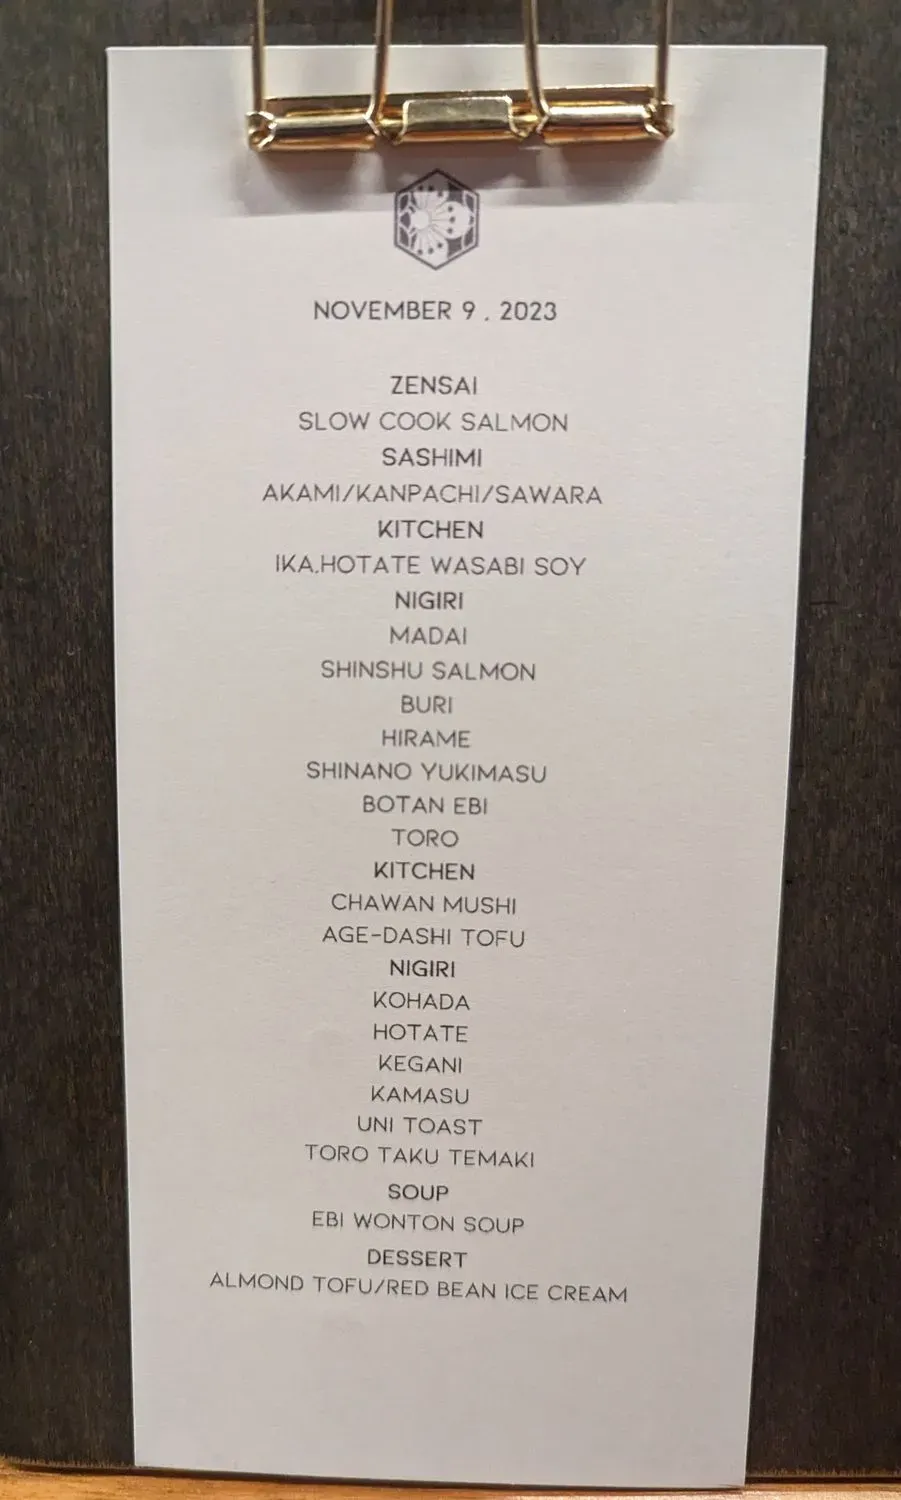 NOVEMBER 9 . 2023
ZENSAI
SLOW COOK SALMON
SASHIMI
AKAMI/KANPACHI/SAWARA
KITCHEN
IKA.HOTATE WASABI SOY
NIGIRI
MADAI
SHINSHU SALMON
BURI
HIRAME
SHINANO YUKIMASU
BOTAN EBI
TORO
KITCHEN
CHAWAN MUSHI
AGE-DASHI TOFU
NIGIRI
KOHADA
HOTATE
KEGANI
KAMASU
UNI TOAST
TORO TAKU TEMAKI
SOUP
EBI WONTON SOUP
DESSERT
ALMOND TOFU/RED BEAN ICE CREAM